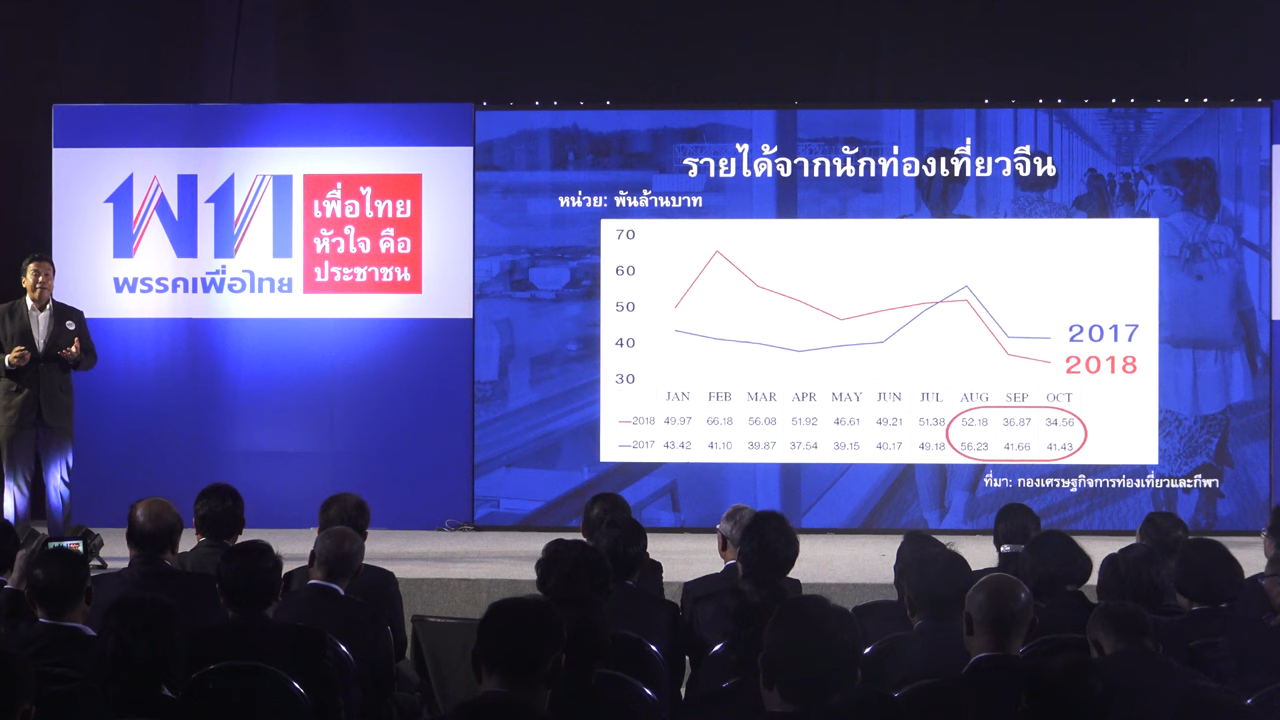 พท
พรรคเพื่อไทย
เพื่อไทย
หัวใจ คือ
ประชาชน
รายได้จากนักท่องเที่ยวจีน
หน่วย: พันล้านบาท
70
60
50
40
30
2017
2018
JAN FEB MAR APR MAY JUN JUL AUG SEP OCT
2018 49.97 66.18 56.08 51.92 46.61 49.21 51.38 52.18 36.87 34.56
2017 43.42 41.10 39.87 37.54 39.15 40.17 49.18 56.23 41.66 41.43
ที่มา: กองเศรษฐกิจการท่องเที่ยวและกีฬา